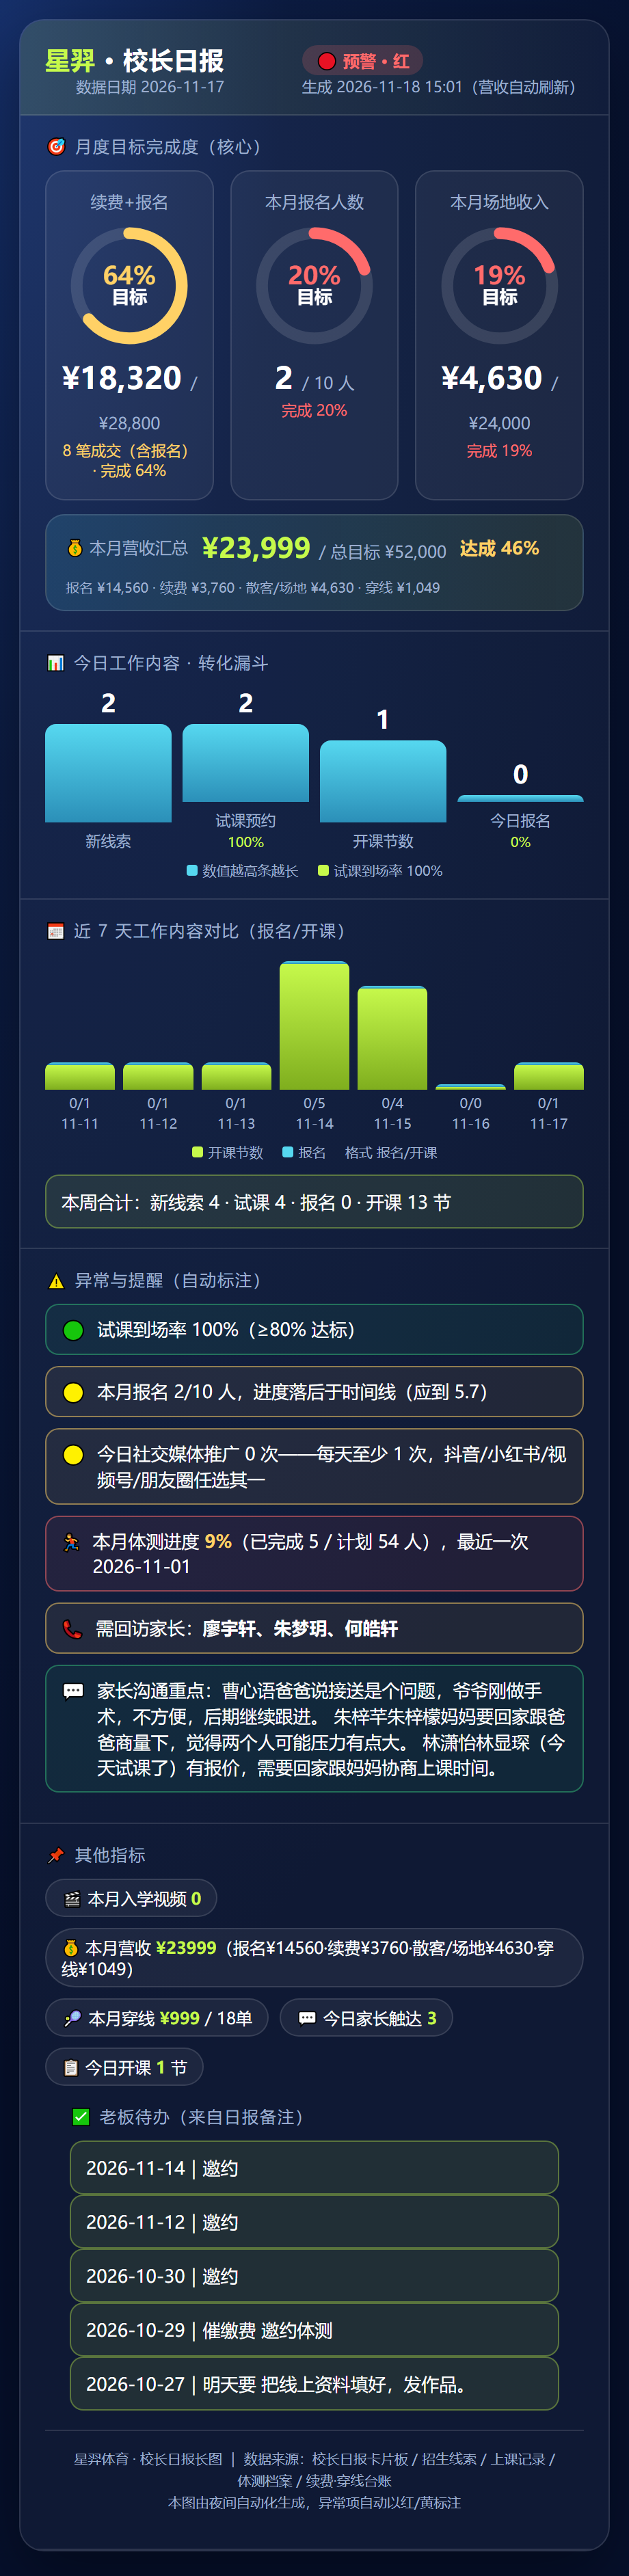 星羿 · 校长日报
预警 · 红
数据日期 2026-11-17
生成 2026-11-18 15:01（营收自动刷新）
月度目标完成度（核心）
续费+报名
64%
目标
¥18,320 /
¥28,800
8 笔成交（含报名）
· 完成 64%
本月报名人数
20%
目标
2 / 10 人
完成 20%
本月场地收入
19%
目标
¥4,630 /
¥24,000
完成 19%
本月营收汇总 ¥23,999 / 总目标 ¥52,000 达成 46%
报名 ¥14,560 · 续费 ¥3,760 · 散客/场地 ¥4,630 · 穿线 ¥1,049
今日工作内容 · 转化漏斗
2
新线索
2
试课预约
100%
1
开课节数
0
今日报名
0%
数值越高条越长 试课到场率 100%
近 7 天工作内容对比（报名/开课）
0/1 0/1 0/1 0/5 0/4 0/0 0/1
11-11 11-12 11-13 11-14 11-15 11-16 11-17
开课节数 报名 格式 报名/开课
本周合计：新线索 4 · 试课 4 · 报名 0 · 开课 13 节
异常与提醒（自动标注）
试课到场率 100%（≥80% 达标）
本月报名 2/10 人，进度落后于时间线（应到 5.7）
今日社交媒体推广 0 次——每天至少 1 次，抖音/小红书/视
频号/朋友圈任选其一
本月体测进度 9%（已完成 5 / 计划 54 人），最近一次
2026-11-01
需回访家长：廖宇轩、朱梦玥、何皓轩
家长沟通重点：曹心语爸爸说接送是个问题，爷爷刚做手
术，不方便，后期继续跟进。 朱梓芊朱梓檬妈妈要回家跟爸
爸商量下，觉得两个人可能压力有点大。 林潇怡林显琛（今
天试课了）有报价，需要回家跟妈妈协商上课时间。
其他指标
本月入学视频 0
本月营收 ¥23999（报名¥14560·续费¥3760·散客/场地¥4630·穿
线¥1049）
本月穿线 ¥999 / 18单
今日家长触达 3
今日开课 1 节
老板待办（来自日报备注）
2026-11-14 | 邀约
2026-11-12 | 邀约
2026-10-30 | 邀约
2026-10-29 | 催缴费 邀约体测
2026-10-27 | 明天要 把线上资料填好，发作品。
星羿体育 · 校长日报长图 ｜ 数据来源：校长日报卡片板 / 招生线索 / 上课记录 /
体测档案 / 续费·穿线台账
本图由夜间自动化生成，异常项自动以红/黄标注